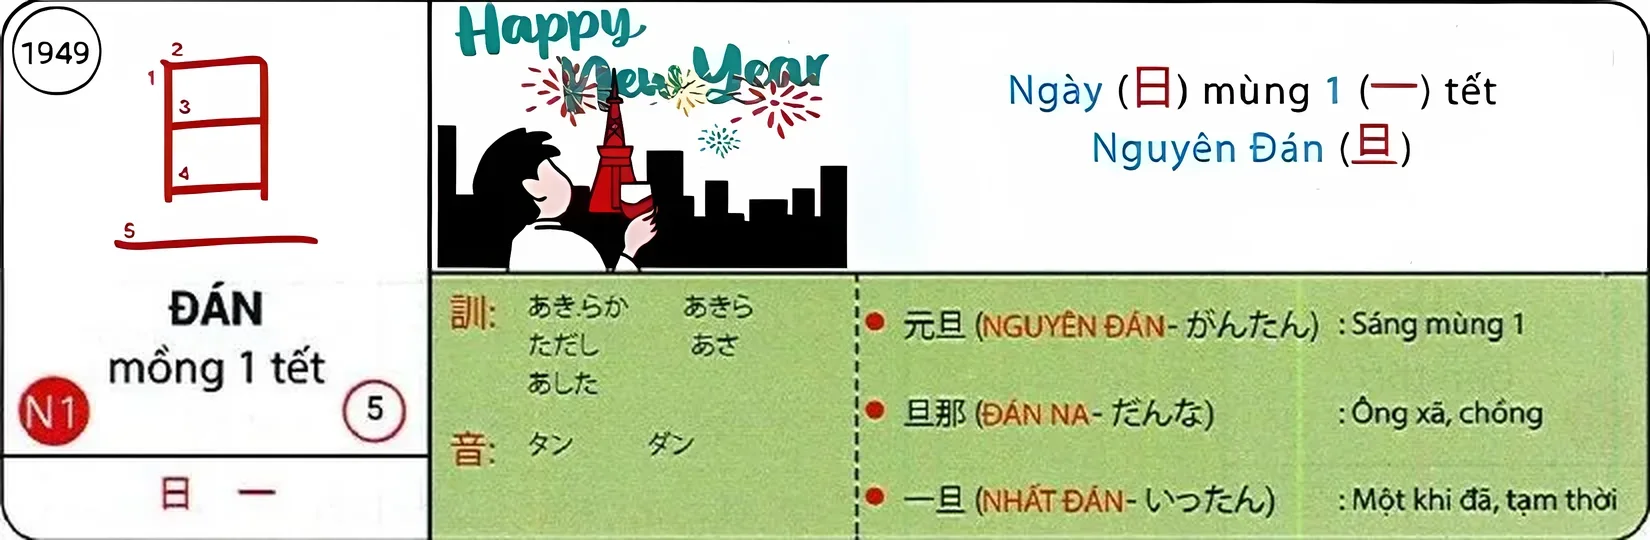 1949
旦
1
2
3
4
5
ĐÁN
mồng 1 tết
N1
5
日 一
Happy
New Year
Ngày (日) mùng 1 (一) tết
Nguyên Đán (旦)
訓: あき.らか あきら
ただし あさ
あした
音: タン ダン
● 元旦 (NGUYÊN ĐÁN- がんたん) : Sáng mùng 1
● 旦那 (ĐÁN NA- だんな) : Ông xã, chồng
● 一旦 (NHẤT ĐÁN- いったん) : Một khi đã, tạm thời